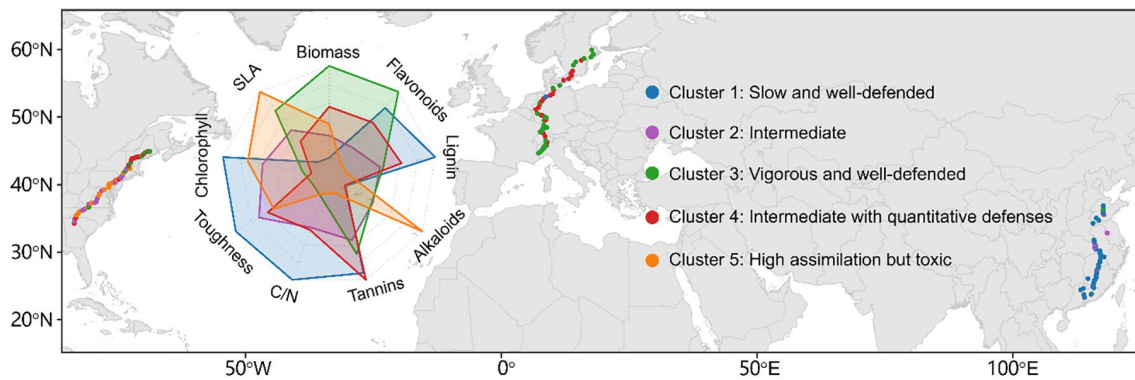 60°N
50°N
40°N
30°N
20°N
50°W
0°
50°E
100°E
Biomass
Flavonoids
Lignin
Alkaloids
Tannins
C/N
Toughness
Chlorophyll
SLA
Cluster 1: Slow and well-defended
Cluster 2: Intermediate
Cluster 3: Vigorous and well-defended
Cluster 4: Intermediate with quantitative defenses
Cluster 5: High assimilation but toxic